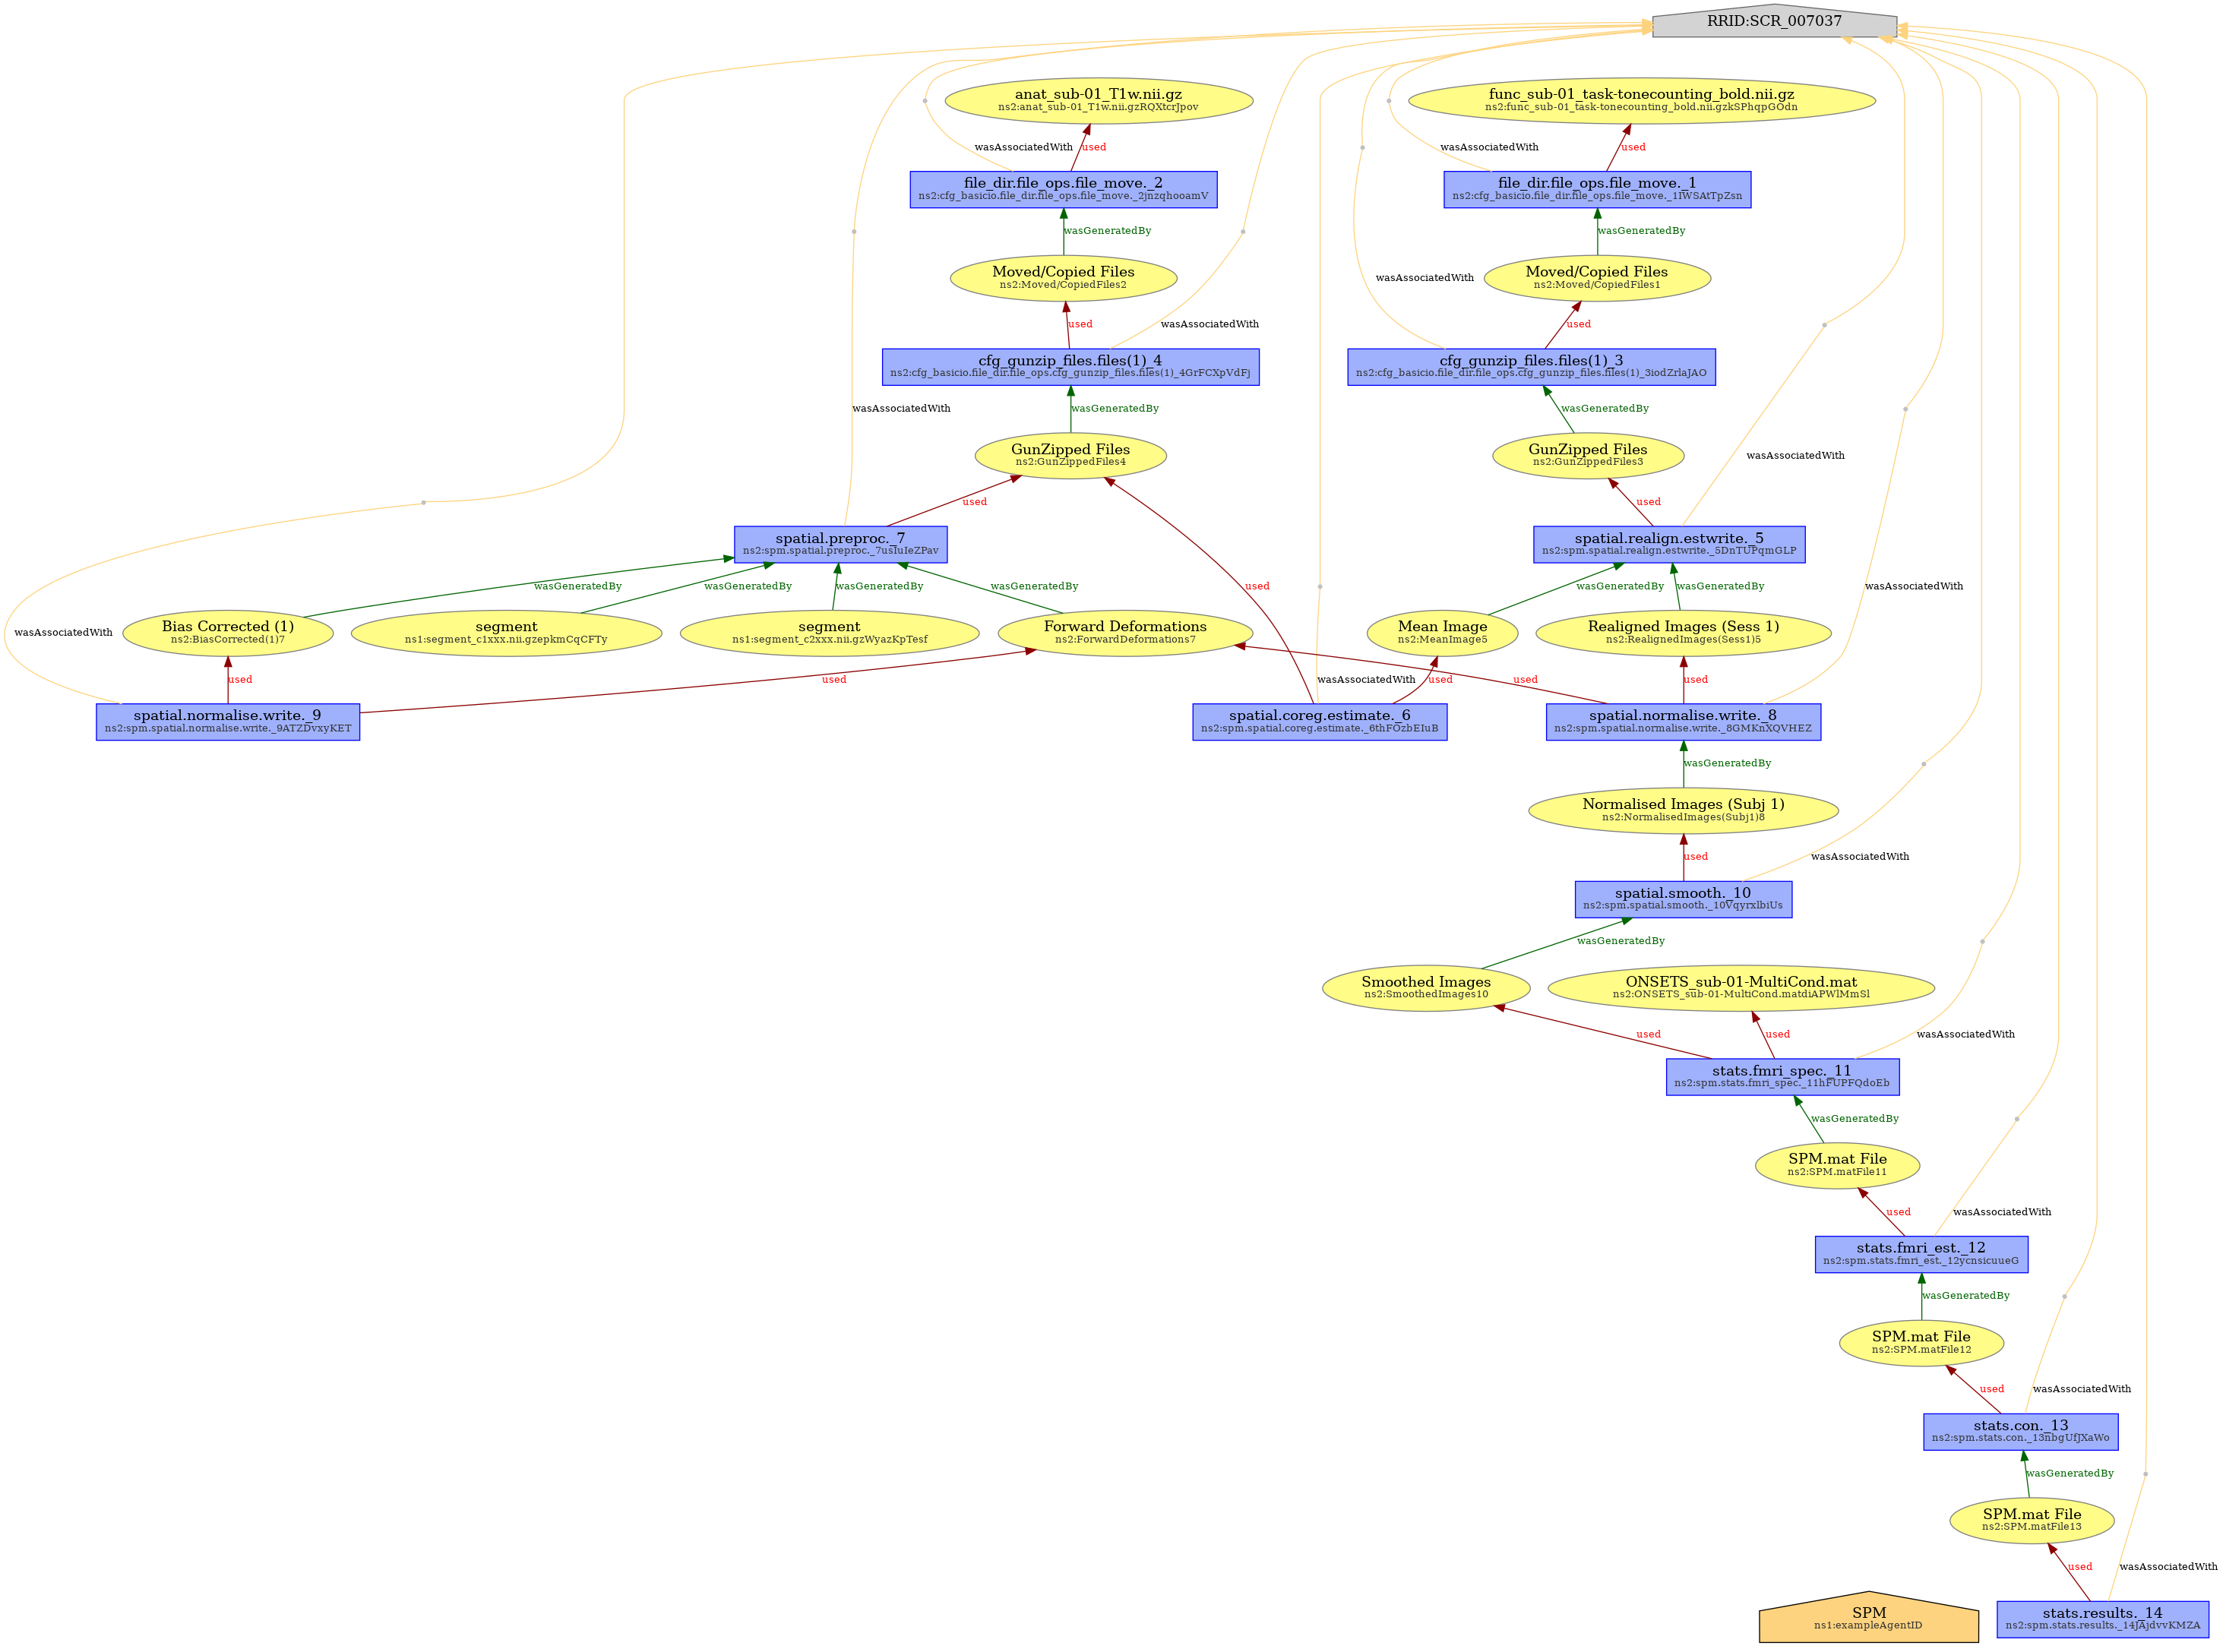 RRID:SCR_007037
anat_sub-01_T1w.nii.gz
ns2:anat_sub-01_T1w.nii.gzRQXtcrJpov
func_sub-01_task-tonecounting_bold.nii.gz
ns2:func_sub-01_task-tonecounting_bold.nii.gzkSPhqpGOdn
wasAssociatedWith
used
wasAssociatedWith
used
file_dir.file_ops.file_move._2
ns2:cfg_basicio.file_dir.file_ops.file_move._2jnzqhooamV
file_dir.file_ops.file_move._1
ns2:cfg_basicio.file_dir.file_ops.file_move._1IWSAtTpZsn
wasGeneratedBy
wasGeneratedBy
Moved/Copied Files
ns2:Moved/CopiedFiles2
Moved/Copied Files
ns2:Moved/CopiedFiles1
wasAssociatedWith
used
wasAssociatedWith
used
cfg_gunzip_files.files(1)_4
ns2:cfg_basicio.file_dir.file_ops.cfg_gunzip_files.files(1)_4GrFCXpVdFj
cfg_gunzip_files.files(1)_3
ns2:cfg_basicio.file_dir.file_ops.cfg_gunzip_files.files(1)_3iodZrlaJAO
wasAssociatedWith
wasGeneratedBy
wasGeneratedBy
GunZipped Files
ns2:GunZippedFiles4
GunZipped Files
ns2:GunZippedFiles3
wasAssociatedWith
used
used
spatial.preproc._7
ns2:spm.spatial.preproc._7usIuIeZPav
spatial.realign.estwrite._5
ns2:spm.spatial.realign.estwrite._5DnTUPqmGLP
wasGeneratedBy
wasGeneratedBy
wasGeneratedBy
wasGeneratedBy
used
wasGeneratedBy
wasGeneratedBy
wasAssociatedWith
wasAssociatedWith
Bias Corrected (1)
ns2:BiasCorrected(1)7
segment
ns1:segment_c1xxx.nii.gzepkmCqCFTy
segment
ns1:segment_c2xxx.nii.gzWyazKpTesf
Forward Deformations
ns2:ForwardDeformations7
Mean Image
ns2:MeanImage5
Realigned Images (Sess 1)
ns2:RealignedImages(Sess1)5
used
used
wasAssociatedWith
used
used
used
spatial.normalise.write._9
ns2:spm.spatial.normalise.write._9ATZDvxyKET
spatial.coreg.estimate._6
ns2:spm.spatial.coreg.estimate._6thFOzbEIuB
spatial.normalise.write._8
ns2:spm.spatial.normalise.write._8GMKnXQVHEZ
wasGeneratedBy
Normalised Images (Subj 1)
ns2:NormalisedImages(Subj1)8
used
wasAssociatedWith
spatial.smooth._10
ns2:spm.spatial.smooth._10VqyrxlbiUs
wasGeneratedBy
Smoothed Images
ns2:SmoothedImages10
ONSETS_sub-01-MultiCond.mat
ns2:ONSETS_sub-01-MultiCond.matdiAPWlMmSl
used
used
wasAssociatedWith
stats.fmri_spec._11
ns2:spm.stats.fmri_spec._11hFUPFQdoEb
wasGeneratedBy
SPM.mat File
ns2:SPM.matFile11
used
wasAssociatedWith
stats.fmri_est._12
ns2:spm.stats.fmri_est._12ycnsicuueG
wasGeneratedBy
SPM.mat File
ns2:SPM.matFile12
used
wasAssociatedWith
stats.con._13
ns2:spm.stats.con._13nbgUfJXaWo
wasGeneratedBy
SPM.mat File
ns2:SPM.matFile13
used
wasAssociatedWith
SPM
ns1:exampleAgentID
stats.results._14
ns2:spm.stats.results._14JAjdvvKMZA